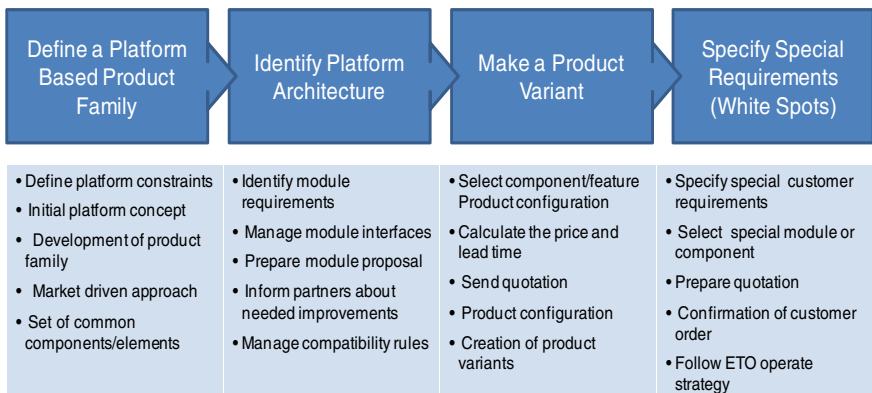 Define a Platform
Based Product
Family
Identify Platform
Architecture
Make a Product
Variant
Specify Special
Requirements
(White Spots)
• Define platform constraints
• Initial platform concept
• Development of product
family
• Market driven approach
• Set of common
components/elements
• Identify module
requirements
• Manage module interfaces
• Prepare module proposal
• Inform partners about
needed improvements
• Manage compatibility rules
• Select component/feature
Product configuration
• Calculate the price and
lead time
• Send quotation
• Product configuration
• Creation of product
variants
• Specify special customer
requirements
• Select special module or
component
• Prepare quotation
• Confirmation of customer
order
• Follow ETO operate
strategy